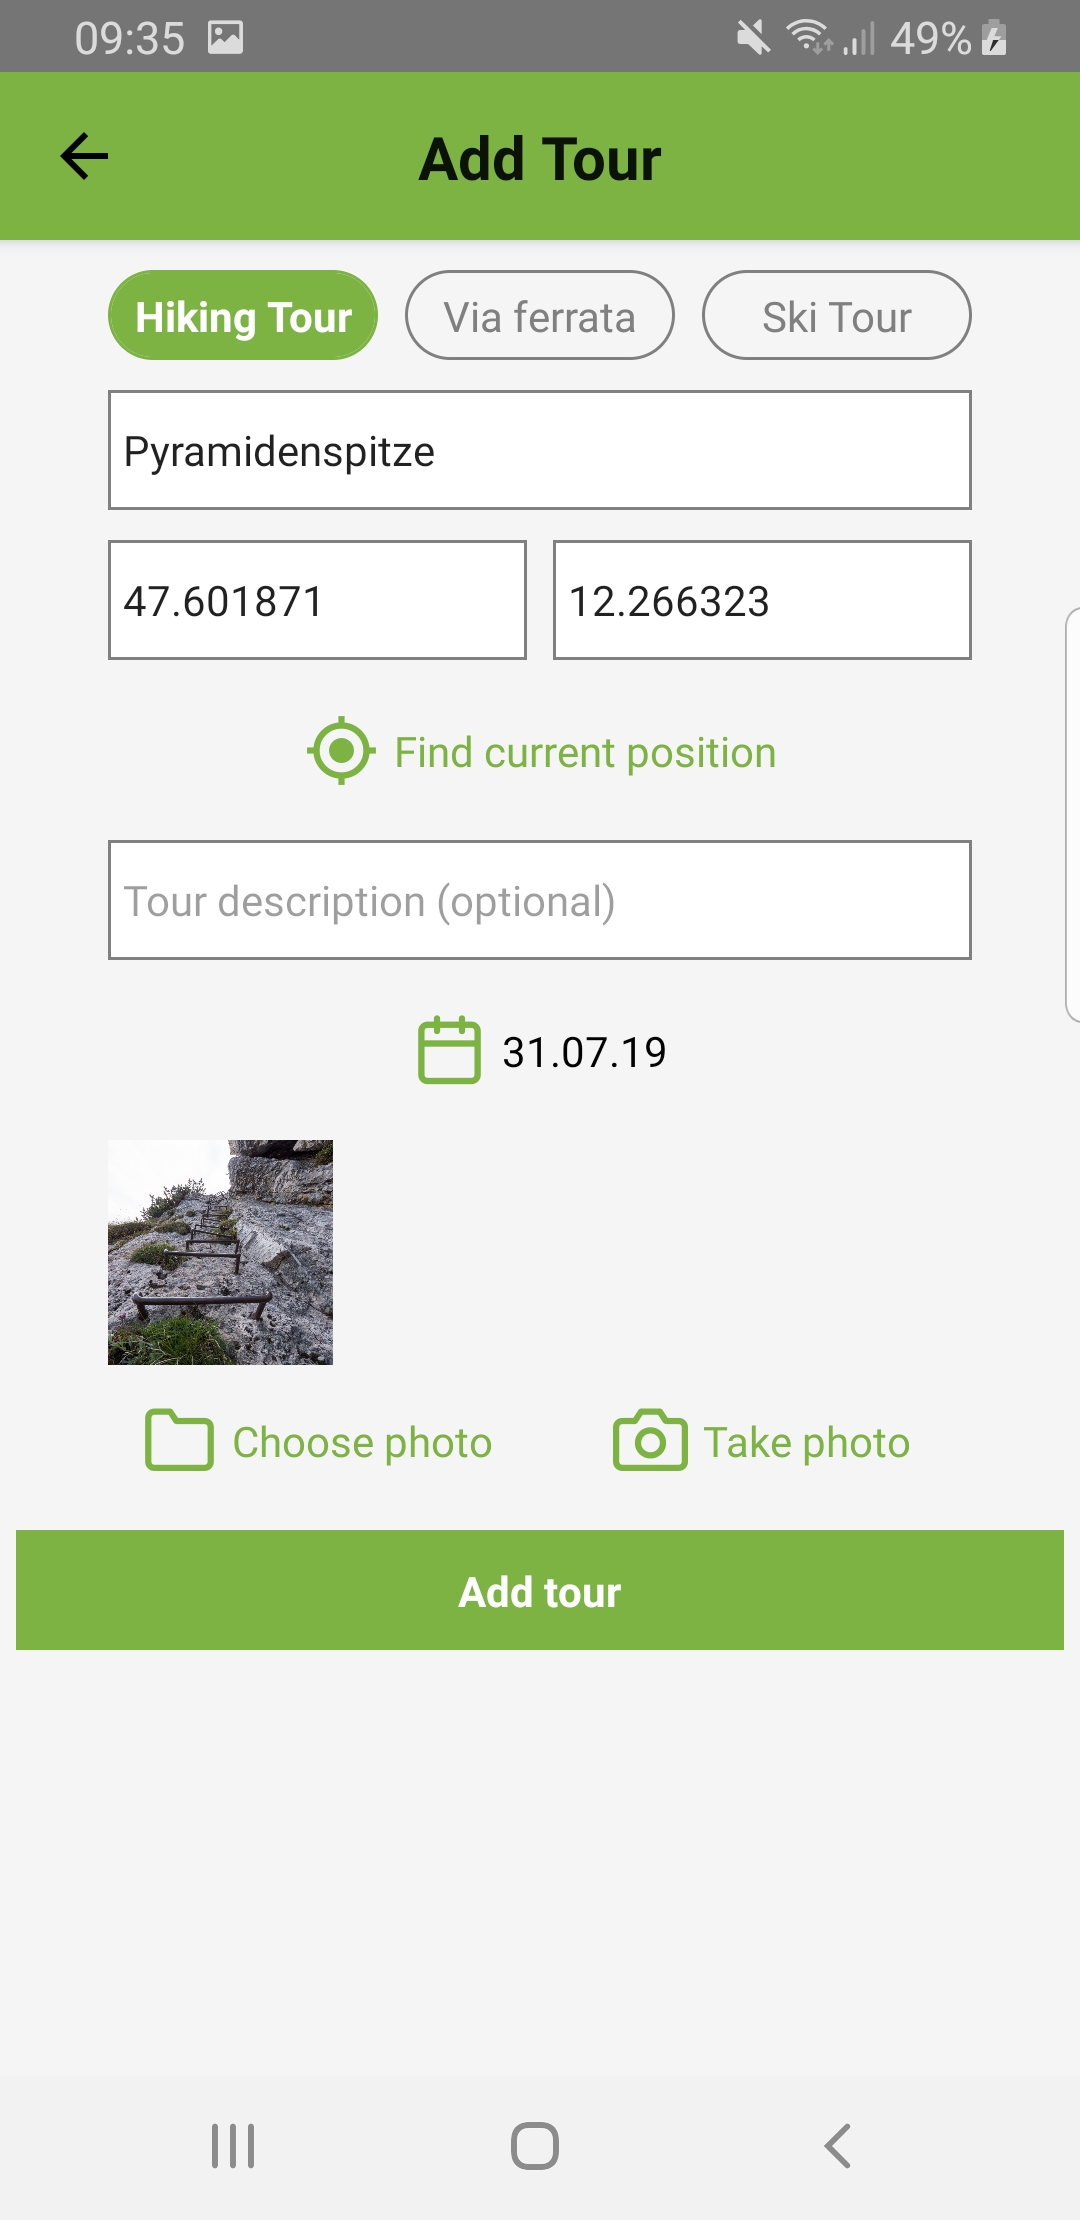 09:35 49%
Add Tour
Hiking Tour Via ferrata Ski Tour
Pyramidenspitze
47.601871 12.266323
Find current position
Tour description (optional)
31.07.19
Choose photo Take photo
Add tour